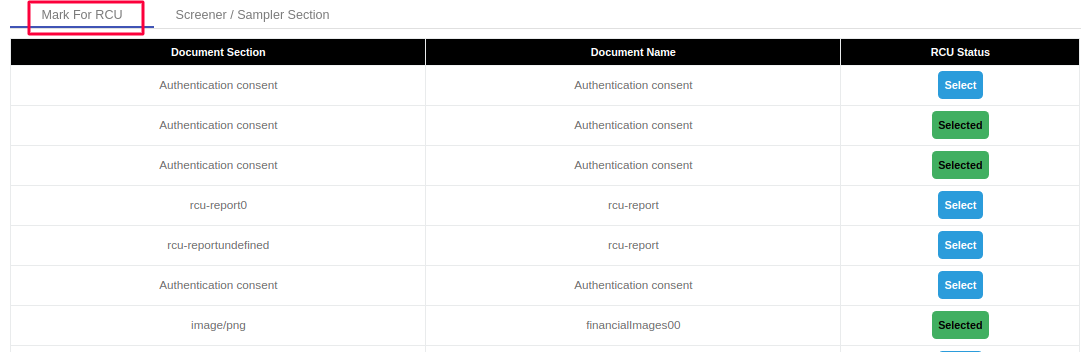 Mark For RCU Screener / Sampler Section
Document Section Document Name RCU Status
Authentication consent Authentication consent Select
Authentication consent Authentication consent Selected
Authentication consent Authentication consent Selected
rcu-report0 rcu-report Select
rcu-reportundefined rcu-report Select
Authentication consent Authentication consent Select
image/png financialImages00 Selected